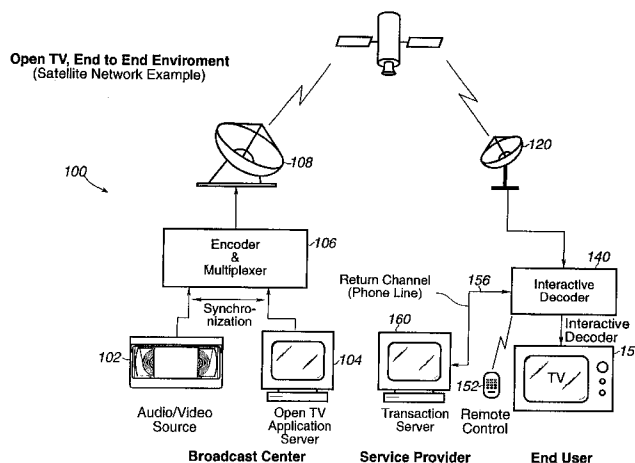 Open TV, End to End Enviroment
(Satellite Network Example)
108
120
100
Encoder
&
Multiplexer
106
Synchro-
nization
102
104
Audio/Video
Source
Open TV
Application
Server
Broadcast Center
Return Channel
(Phone Line)
156
160
Transaction
Server
Service Provider
140
Interactive
Decoder
Interactive
Decoder
15
TV
152
Remote
Control
End User